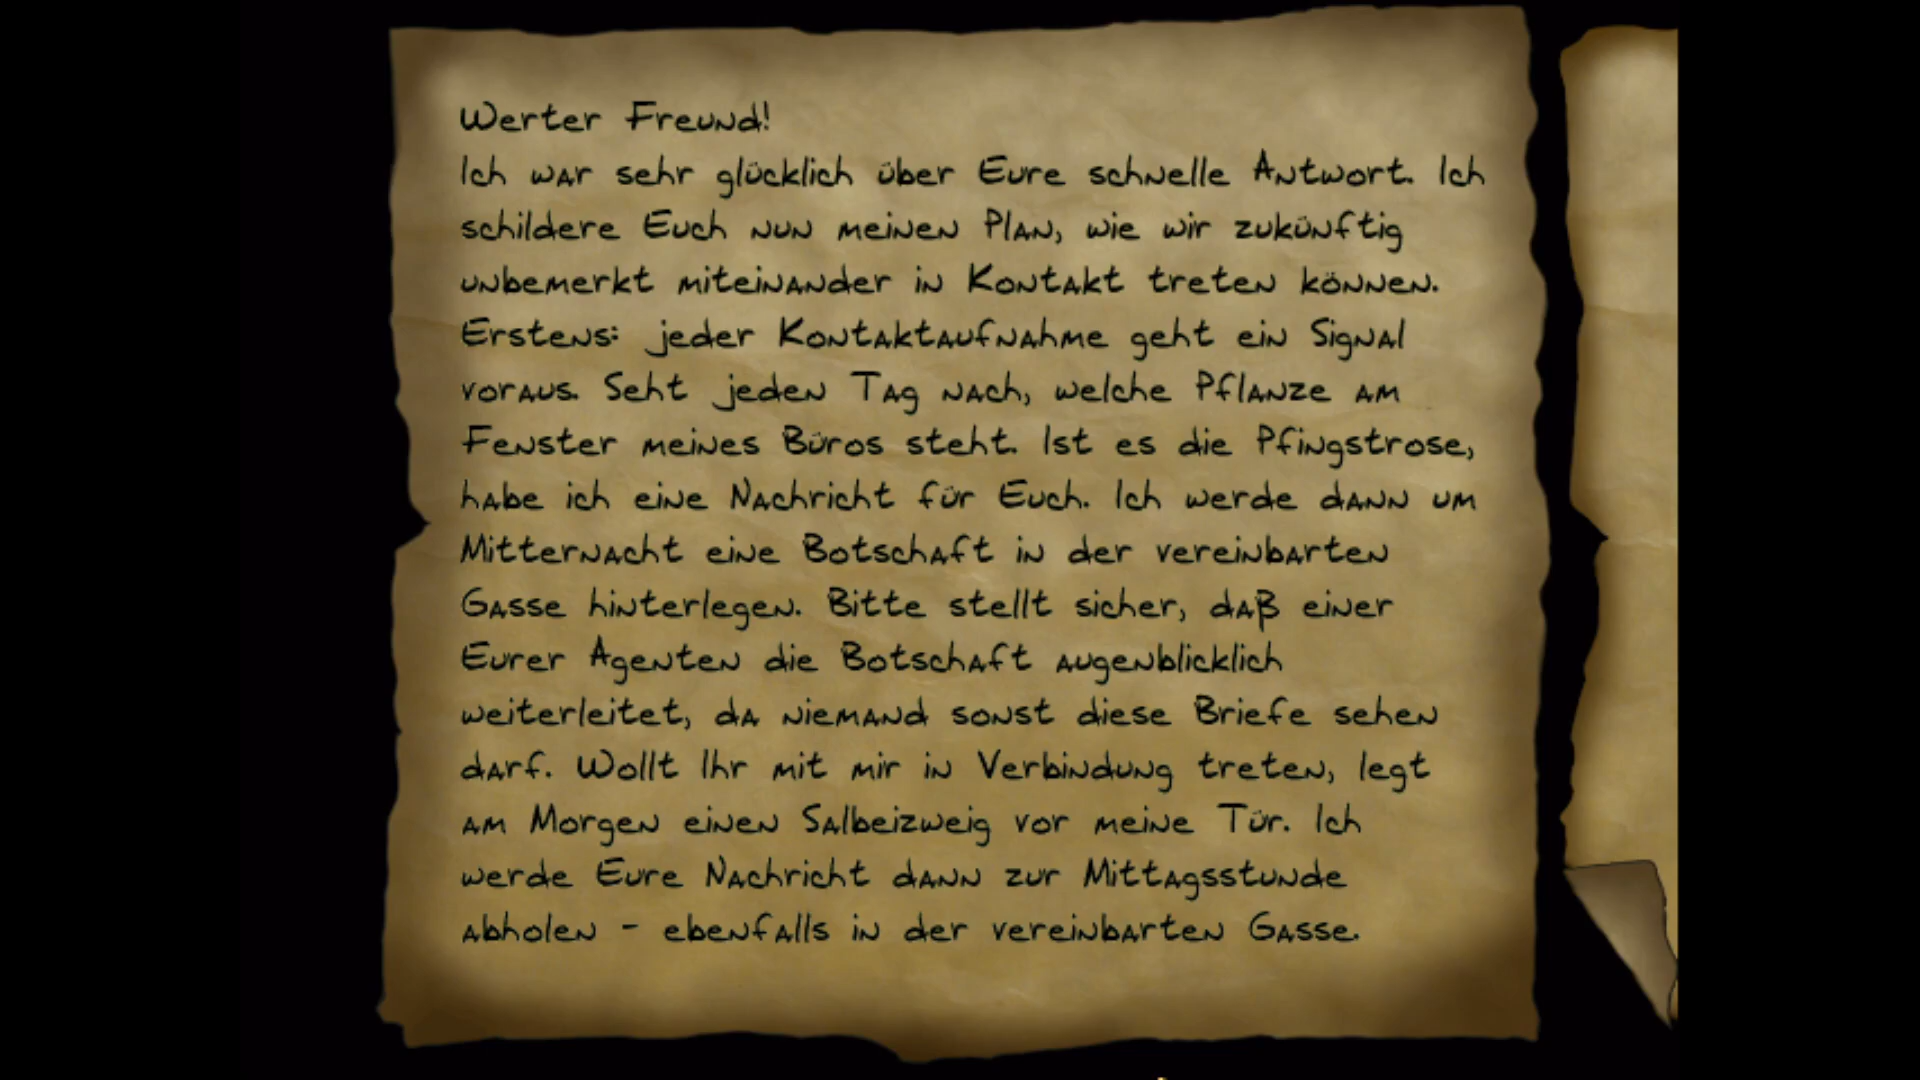 Werter Freund!
Ich war sehr glücklich über Eure schnelle Antwort. Ich
schildere Euch nun meinen Plan, wie wir zukünftig
unbemerkt miteinander in Kontakt treten können.
Erstens: jeder Kontaktaufnahme geht ein Signal
voraus. Seht jeden Tag nach, welche Pflanze am
Fenster meines Büros steht. Ist es die Pfingstrose,
habe ich eine Nachricht für Euch. Ich werde dann um
Mitternacht eine Botschaft in der vereinbarten
Gasse hinterlegen. Bitte stellt sicher, daß einer
Eurer Agenten die Botschaft augenblicklich
weiterleitet, da niemand sonst diese Briefe sehen
darf. Wollt Ihr mit mir in Verbindung treten, legt
am Morgen einen Salbeizweig vor meine Tür. Ich
werde Eure Nachricht dann zur Mittagsstunde
abholen - ebenfalls in der vereinbarten Gasse.